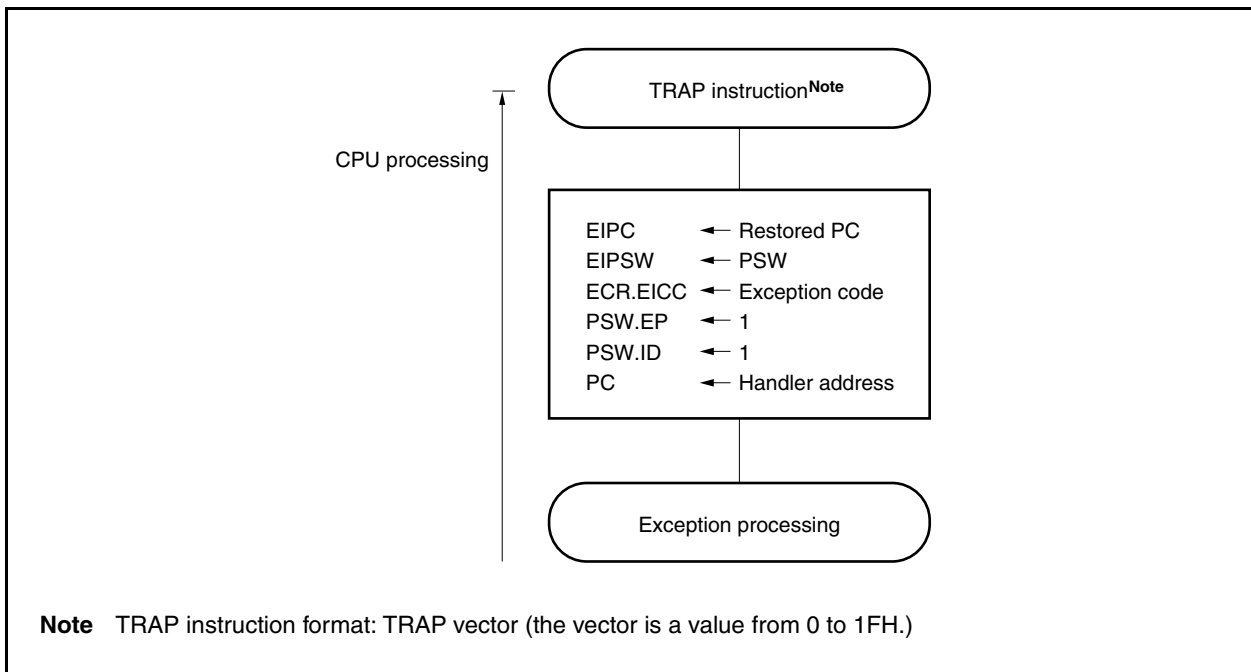 TRAP instructionNote
CPU processing
EIPC ← Restored PC
EIPSW ← PSW
ECR.EICC ← Exception code
PSW.EP ← 1
PSW.ID ← 1
PC ← Handler address
Exception processing
Note TRAP instruction format: TRAP vector (the vector is a value from 0 to 1FH.)